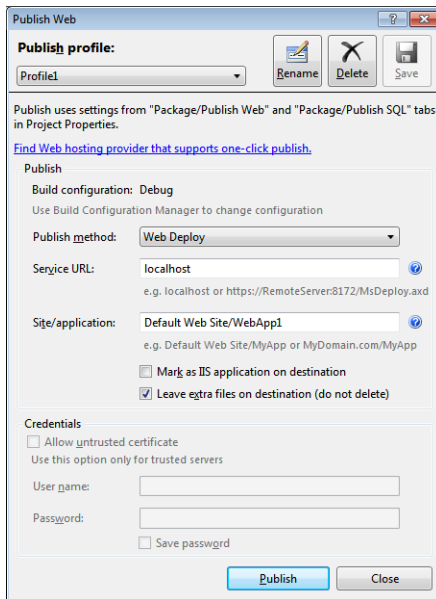 Publish Web
Publish profile:
Profile1
Rename
Delete
Save
Publish uses settings from "Package/Publish Web" and "Package/Publish SQL" tabs
in Project Properties.
Find Web hosting provider that supports one-click publish.
Publish
Build configuration: Debug
Use Build Configuration Manager to change configuration
Publish method: Web Deploy
Service URL: localhost
e.g. localhost or https://RemoteServer:8172/MsDeploy.axd
Site/application: Default Web Site/WebApp1
e.g. Default Web Site/MyApp or MyDomain.com/MyApp
Mark as IIS application on destination
Leave extra files on destination (do not delete)
Credentials
Allow untrusted certificate
Use this option only for trusted servers
User name:
Password:
Save password
Publish Close